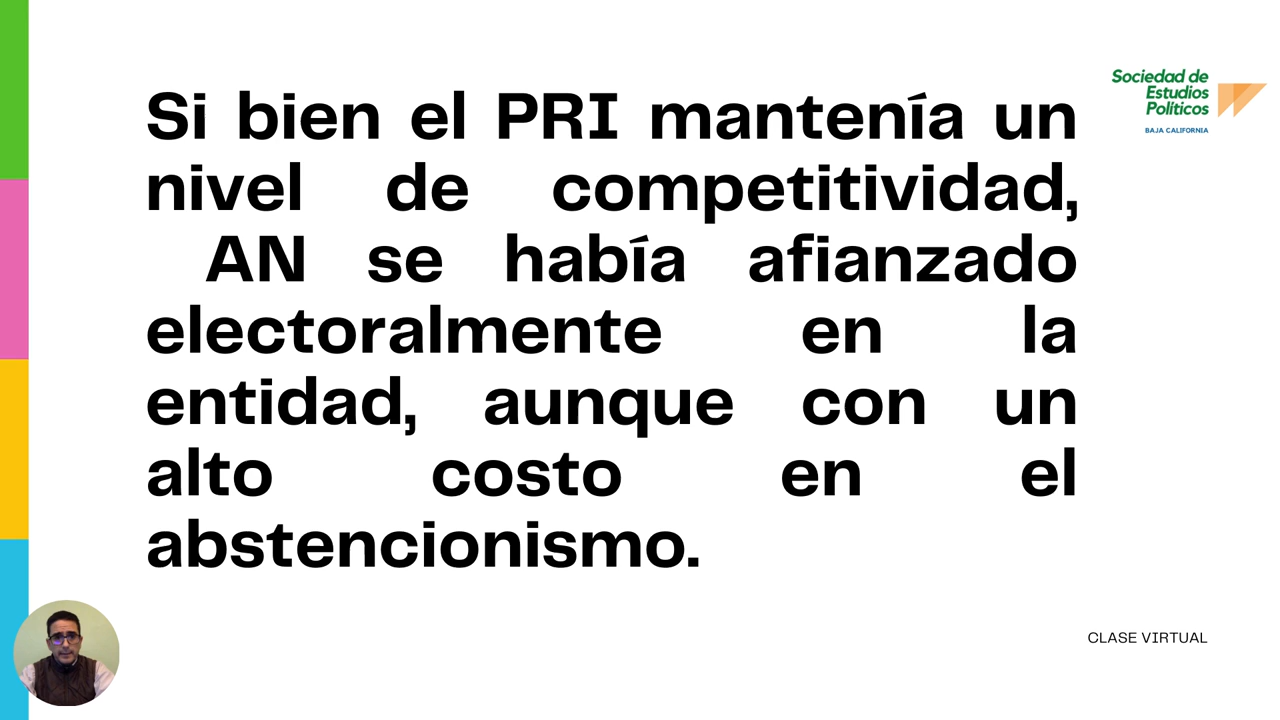 Si bien el PRI mantenía un
nivel de competitividad,
AN se había afianzado
electoralmente en la
entidad, aunque con un
alto costo en el
abstencionismo.
Sociedad de
Estudios
Políticos
BAJA CALIFORNIA
CLASE VIRTUAL